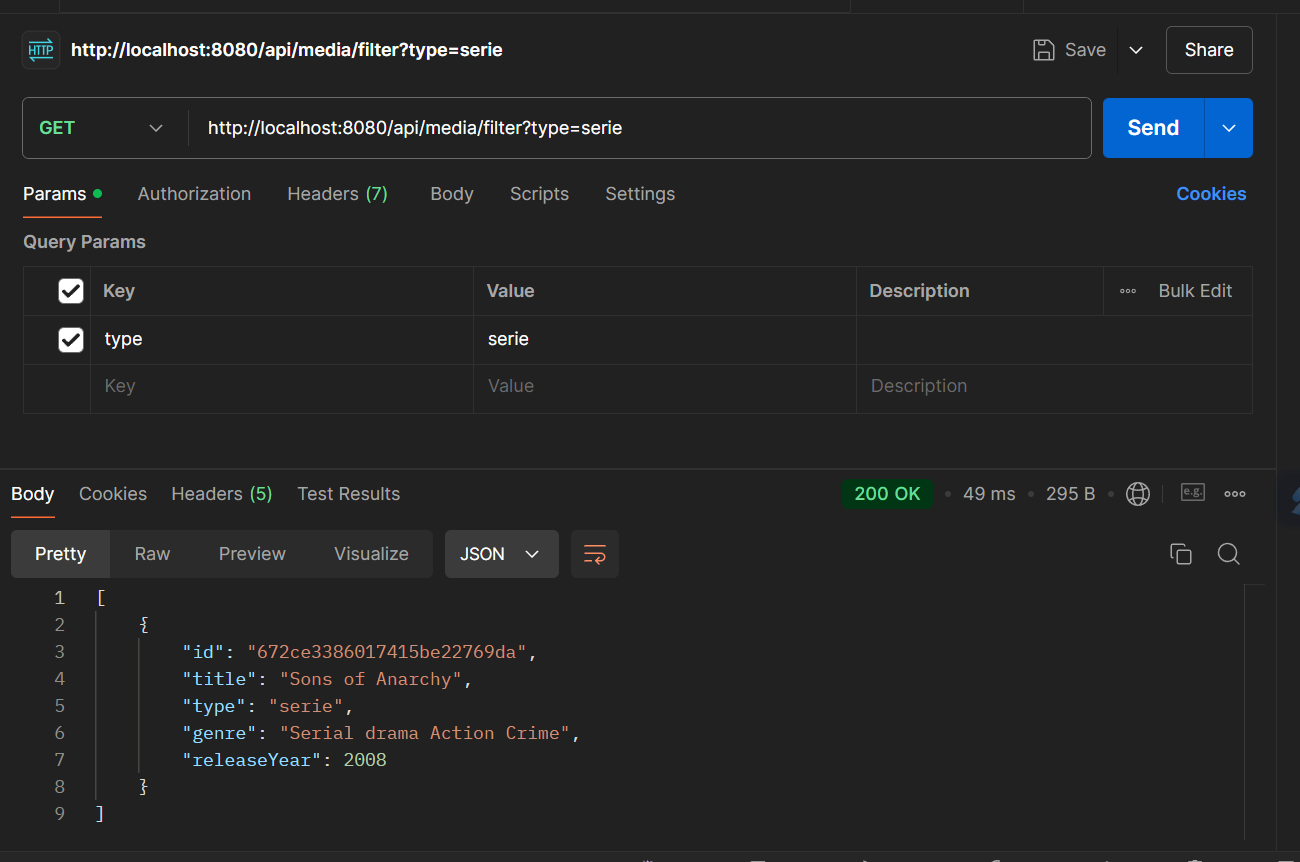 HTTP http://localhost:8080/api/media/filter?type=serie Save Share
GET http://localhost:8080/api/media/filter?type=serie Send
Params Authorization Headers (7) Body Scripts Settings Cookies
Query Params
Key Value Description Bulk Edit
type serie
Key Value Description
Body Cookies Headers (5) Test Results 200 OK 49 ms 295 B e.g.
Pretty Raw Preview Visualize JSON
1 [
2 {
3 "id": "672ce3386017415be22769da",
4 "title": "Sons of Anarchy",
5 "type": "serie",
6 "genre": "Serial drama Action Crime",
7 "releaseYear": 2008
8 }
9 ]